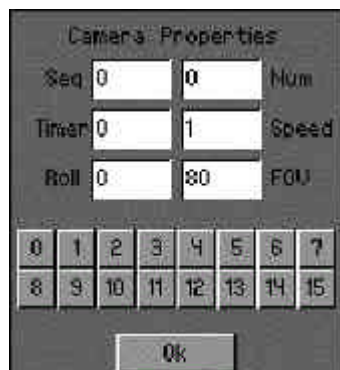 Camera Properties
Seq 0 0 Num
Timer 0 1 Speed
Roll 0 80 FOV
0 1 2 3 4 5 6 7
8 9 10 11 12 13 14 15
Ok